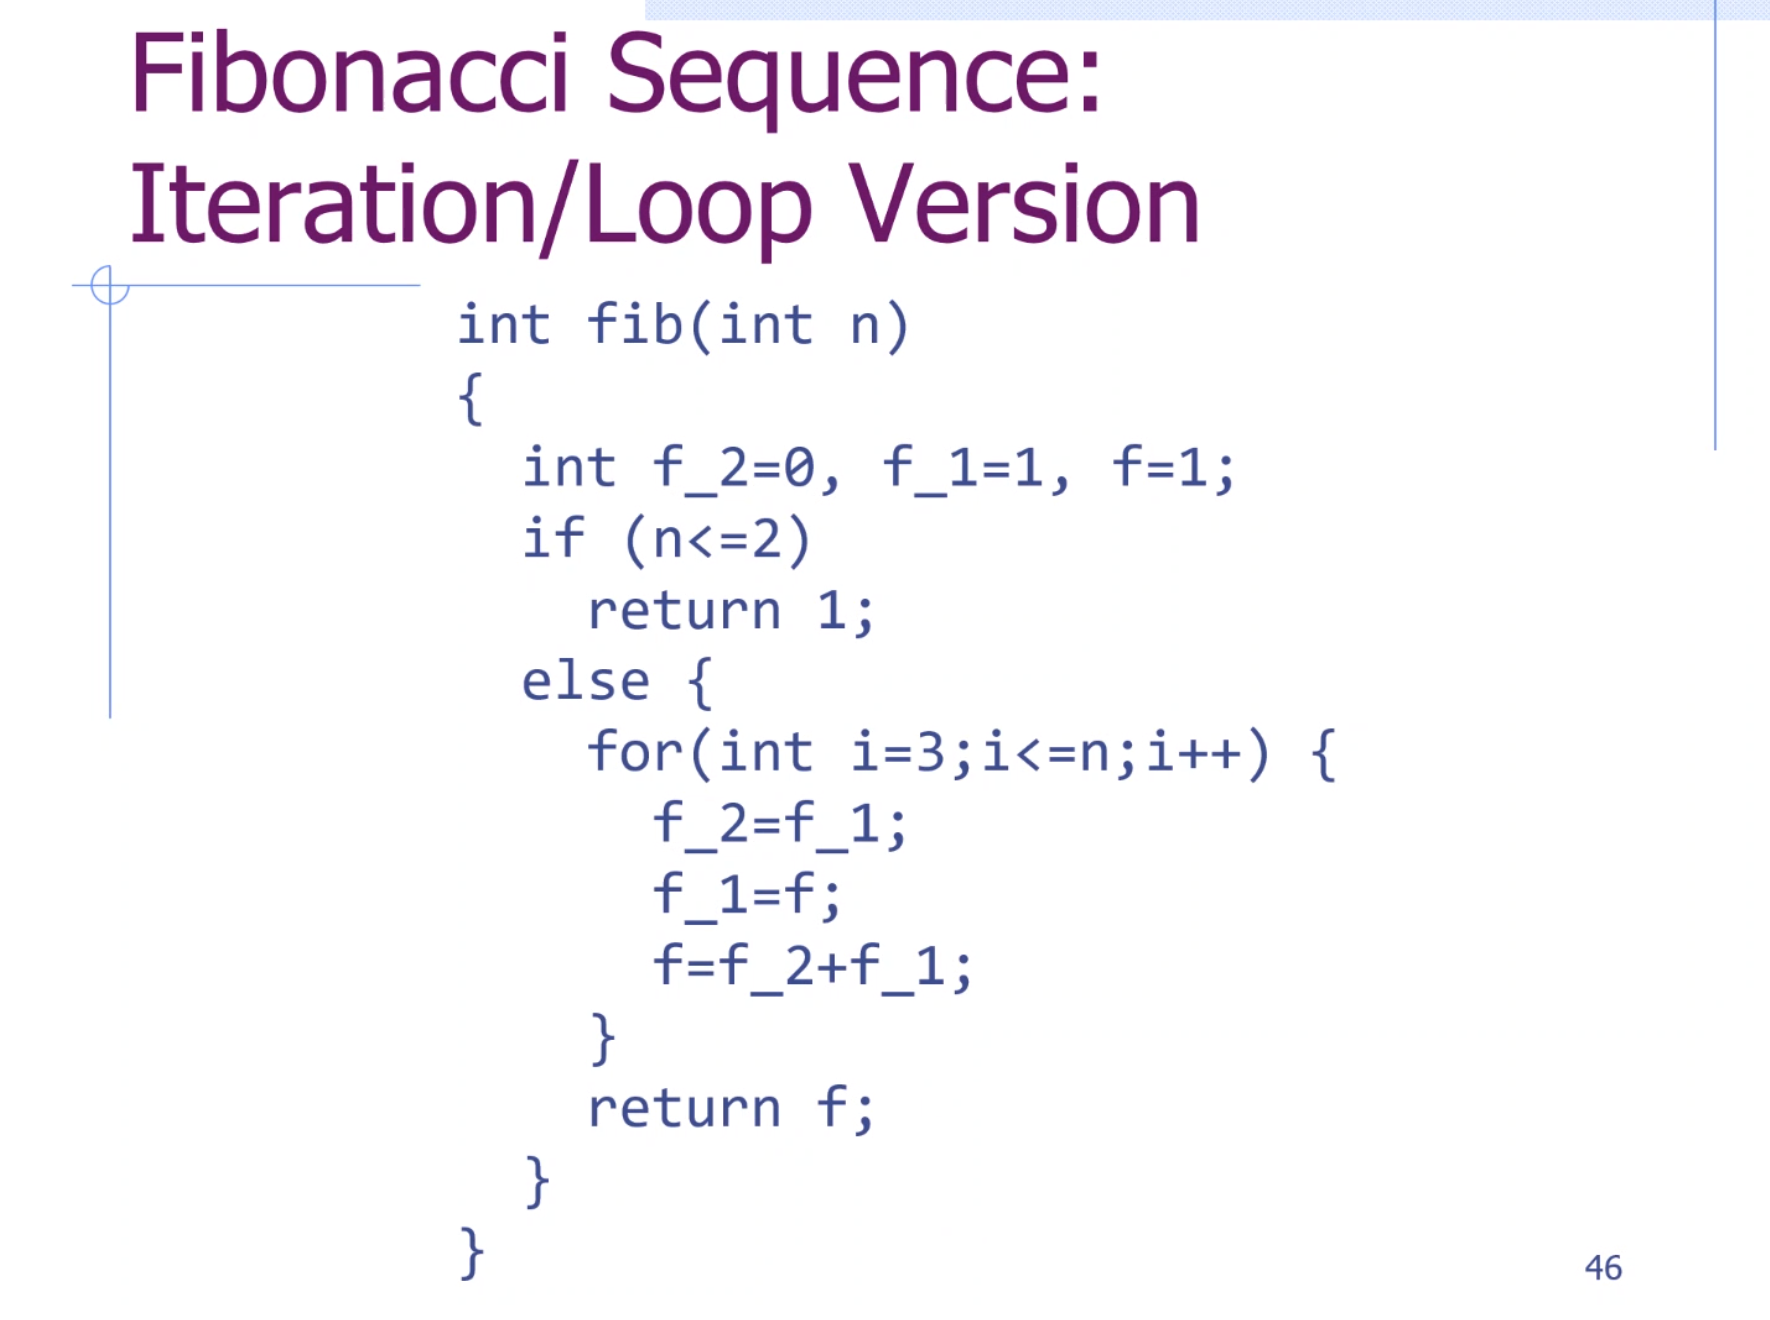 Fibonacci Sequence:
Iteration/Loop Version
int fib(int n)
{
  int f_2=0, f_1=1, f=1;
  if (n<=2)
    return 1;
  else {
    for(int i=3;i<=n;i++) {
      f_2=f_1;
      f_1=f;
      f=f_2+f_1;
    }
    return f;
  }
}
46